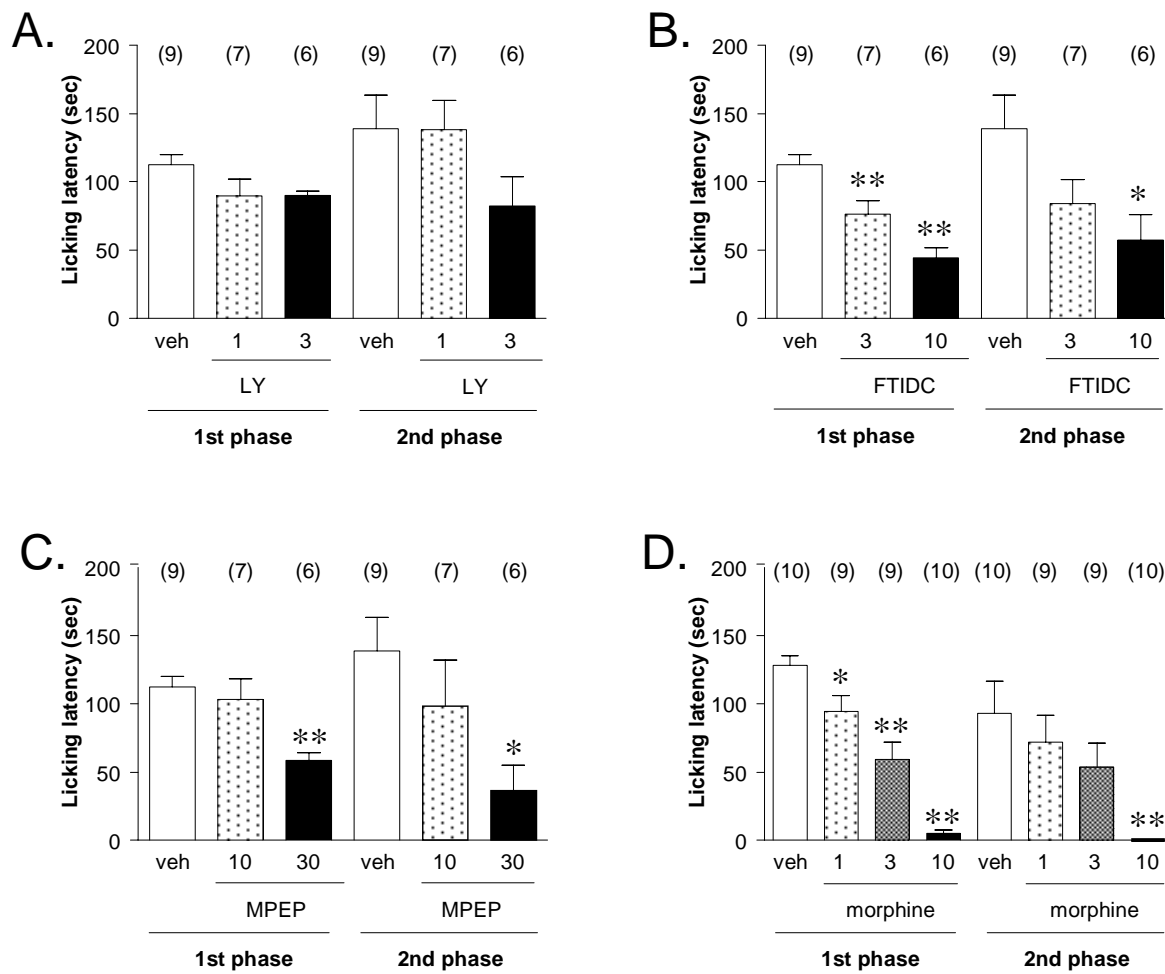 A.
Licking latency (sec)
200
150
100
50
0
(9) (7) (6) (9) (7) (6)
veh 1 3 veh 1 3
LY LY
1st phase 2nd phase
B.
Licking latency (sec)
200
150
100
50
0
(9) (7) (6) (9) (7) (6)
** ** *
veh 3 10 veh 3 10
FTIDC FTIDC
1st phase 2nd phase
C.
Licking latency (sec)
200
150
100
50
0
(9) (7) (6) (9) (7) (6)
** *
veh 10 30 veh 10 30
MPEP MPEP
1st phase 2nd phase
D.
Licking latency (sec)
200
150
100
50
0
(10) (9) (9) (10) (10) (9) (9) (10)
* ** ** **
veh 1 3 10 veh 1 3 10
morphine morphine
1st phase 2nd phase